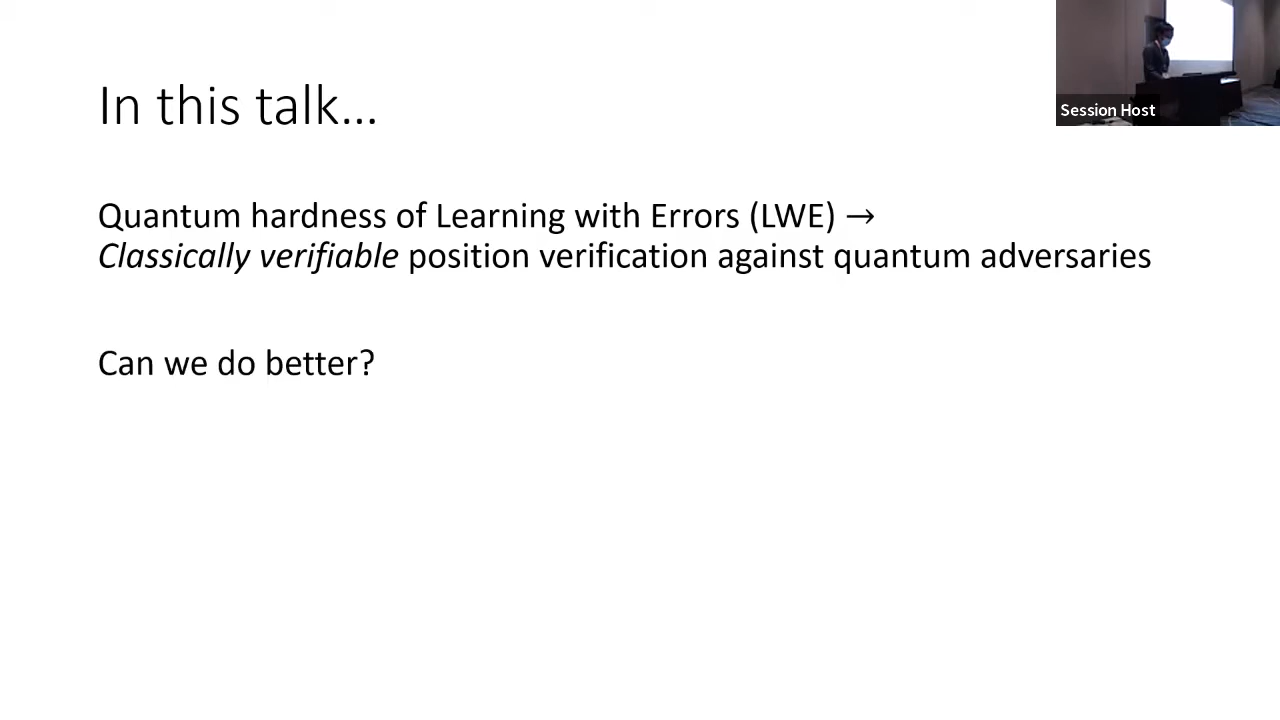 In this talk…
Session Host
Quantum hardness of Learning with Errors (LWE) →
Classically verifiable position verification against quantum adversaries
Can we do better?